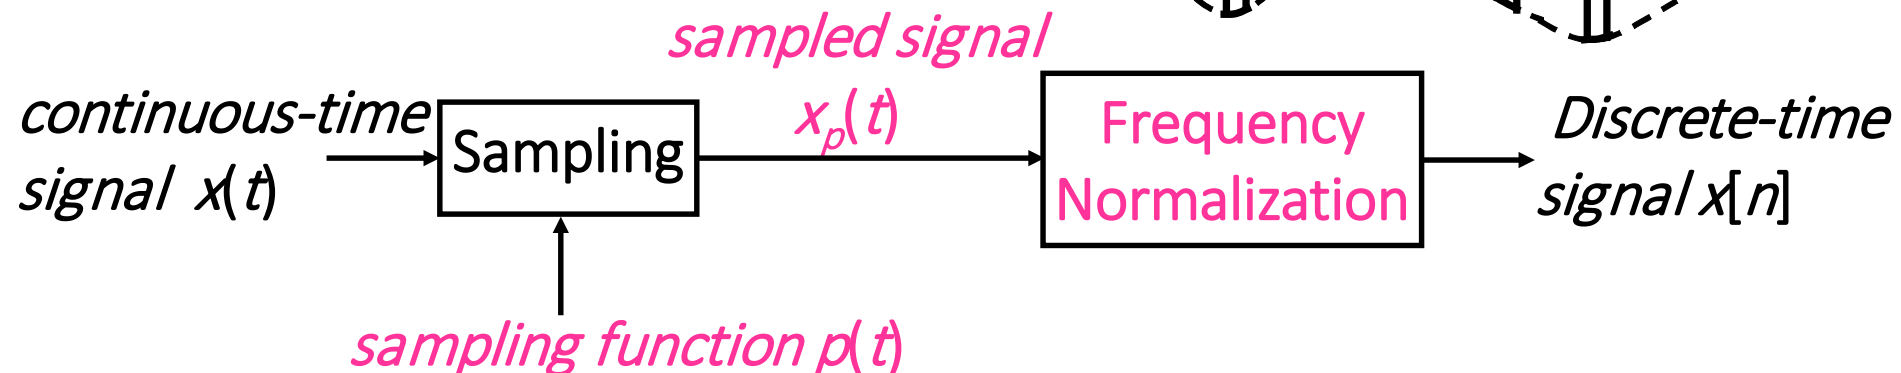 sampled signal
x_p(t)
continuous-time
signal x(t)
Sampling
Frequency
Normalization
Discrete-time
signal x[n]
sampling function p(t)